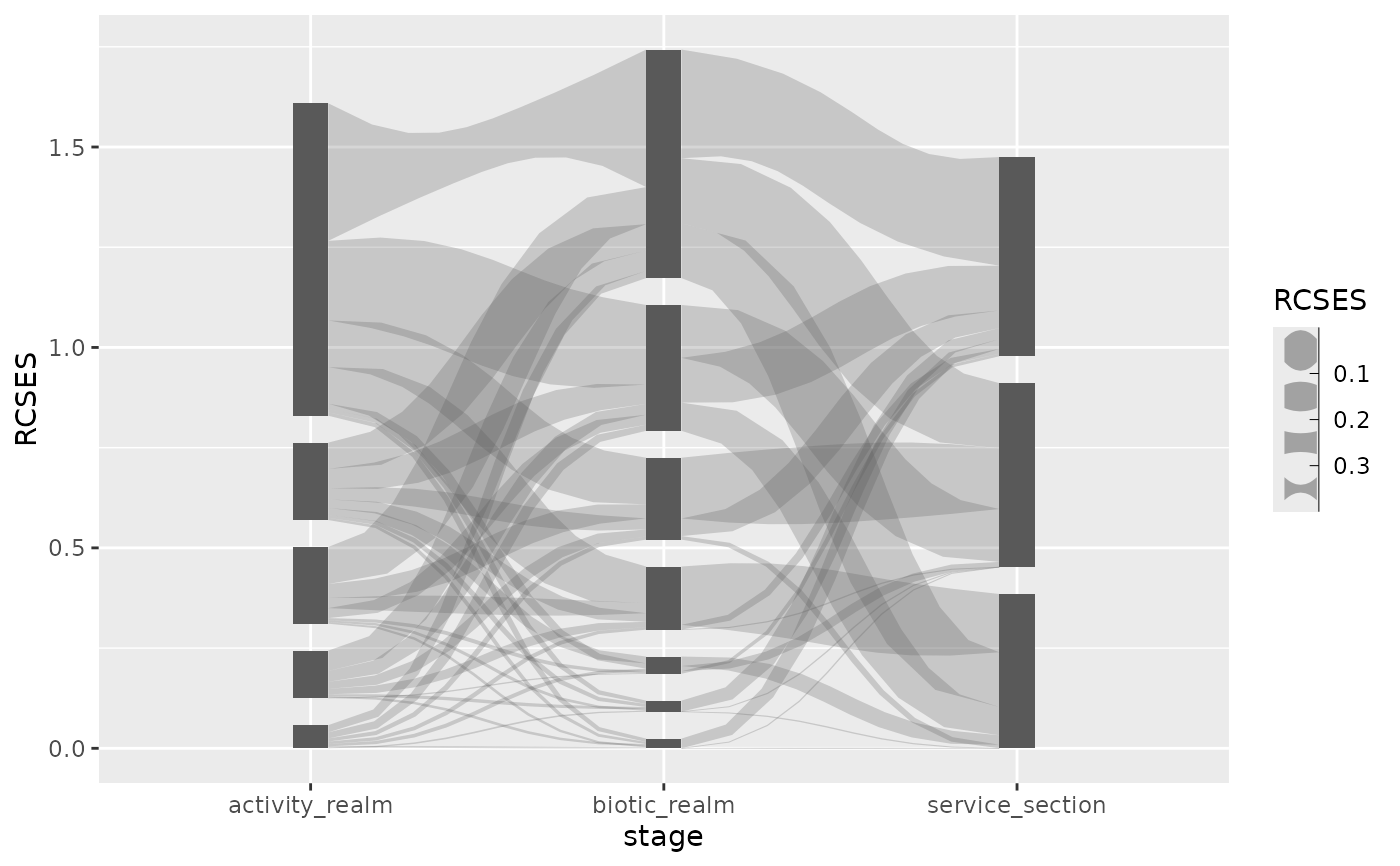 RCSES
1.5
1.0
0.5
0.0
activity_realm
biotic_realm
service_section
stage
RCSES
0.1
0.2
0.3